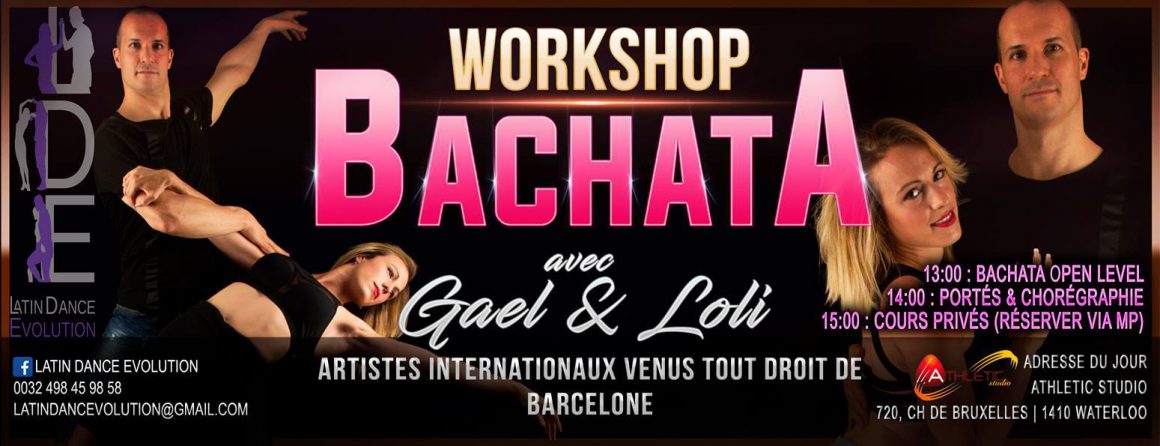 WORKSHOP
BACHATA
avec
Gael & Loli
ARTISTES INTERNATIONAUX VENUS TOUT DROIT DE
BARCELONE
LDE
LATIN DANCE
EVOLUTION
LATIN DANCE EVOLUTION
0032 498 45 98 58
LATINDANCEVOLUTION@GMAIL.COM
13:00 : BACHATA OPEN LEVEL
14:00 : PORTÉS & CHORÉGRAPHIE
15:00 : COURS PRIVÉS (RÉSERVER VIA MP)
ATHLETIC
studio
ADRESSE DU JOUR
ATHLETIC STUDIO
720, CH DE BRUXELLES | 1410 WATERLOO